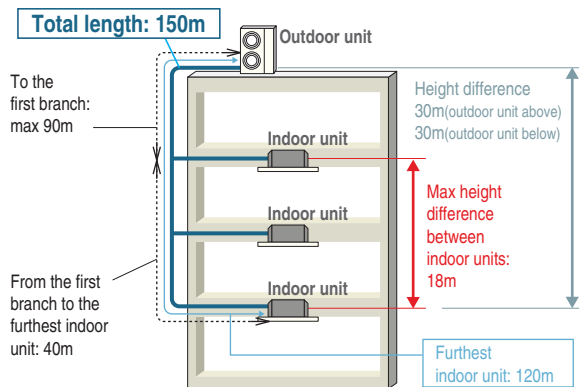 Total length: 150m
Outdoor unit
To the
first branch:
max 90m
Height difference
30m(outdoor unit above)
30m(outdoor unit below)
Indoor unit
Indoor unit
Indoor unit
Max height
difference
between
indoor units:
18m
From the first
branch to the
furthest indoor
unit: 40m
Furthest
indoor unit: 120m